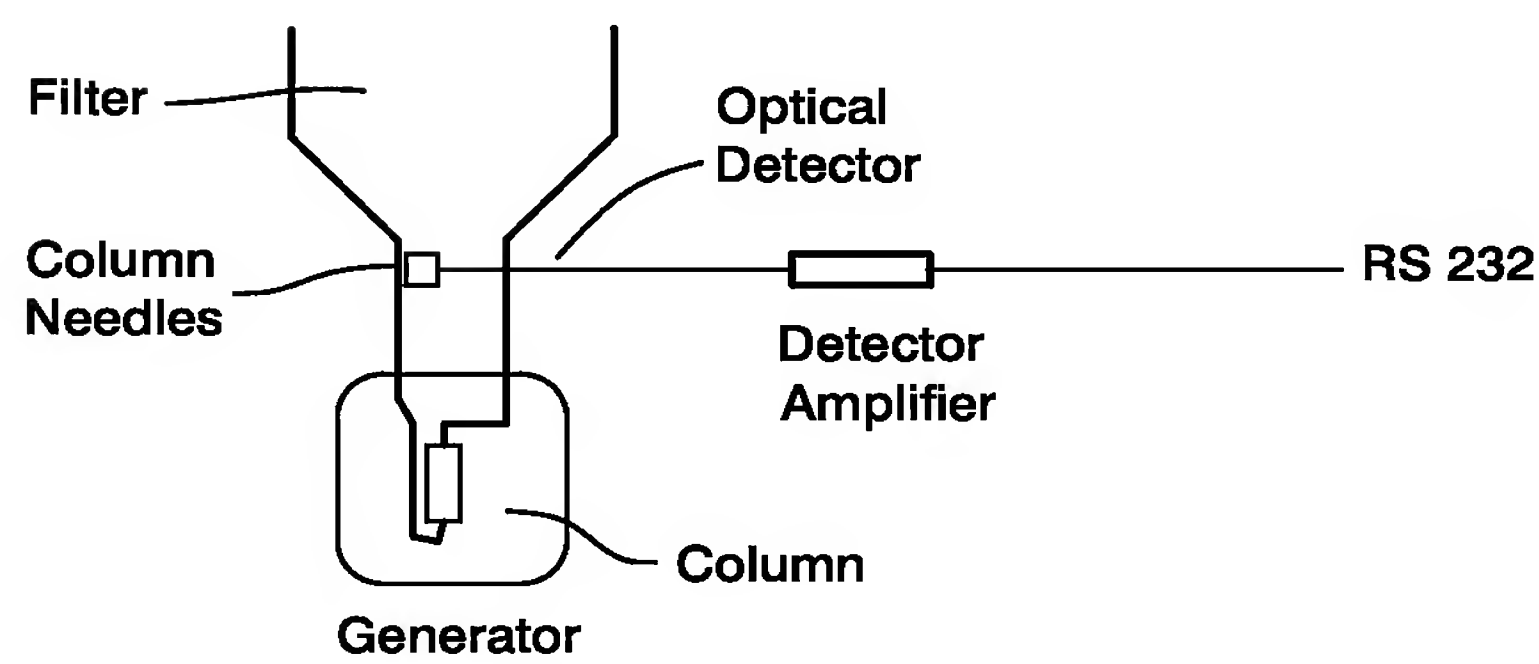 Filter
Optical
Detector
Column
Needles
RS 232
Detector
Amplifier
Column
Generator